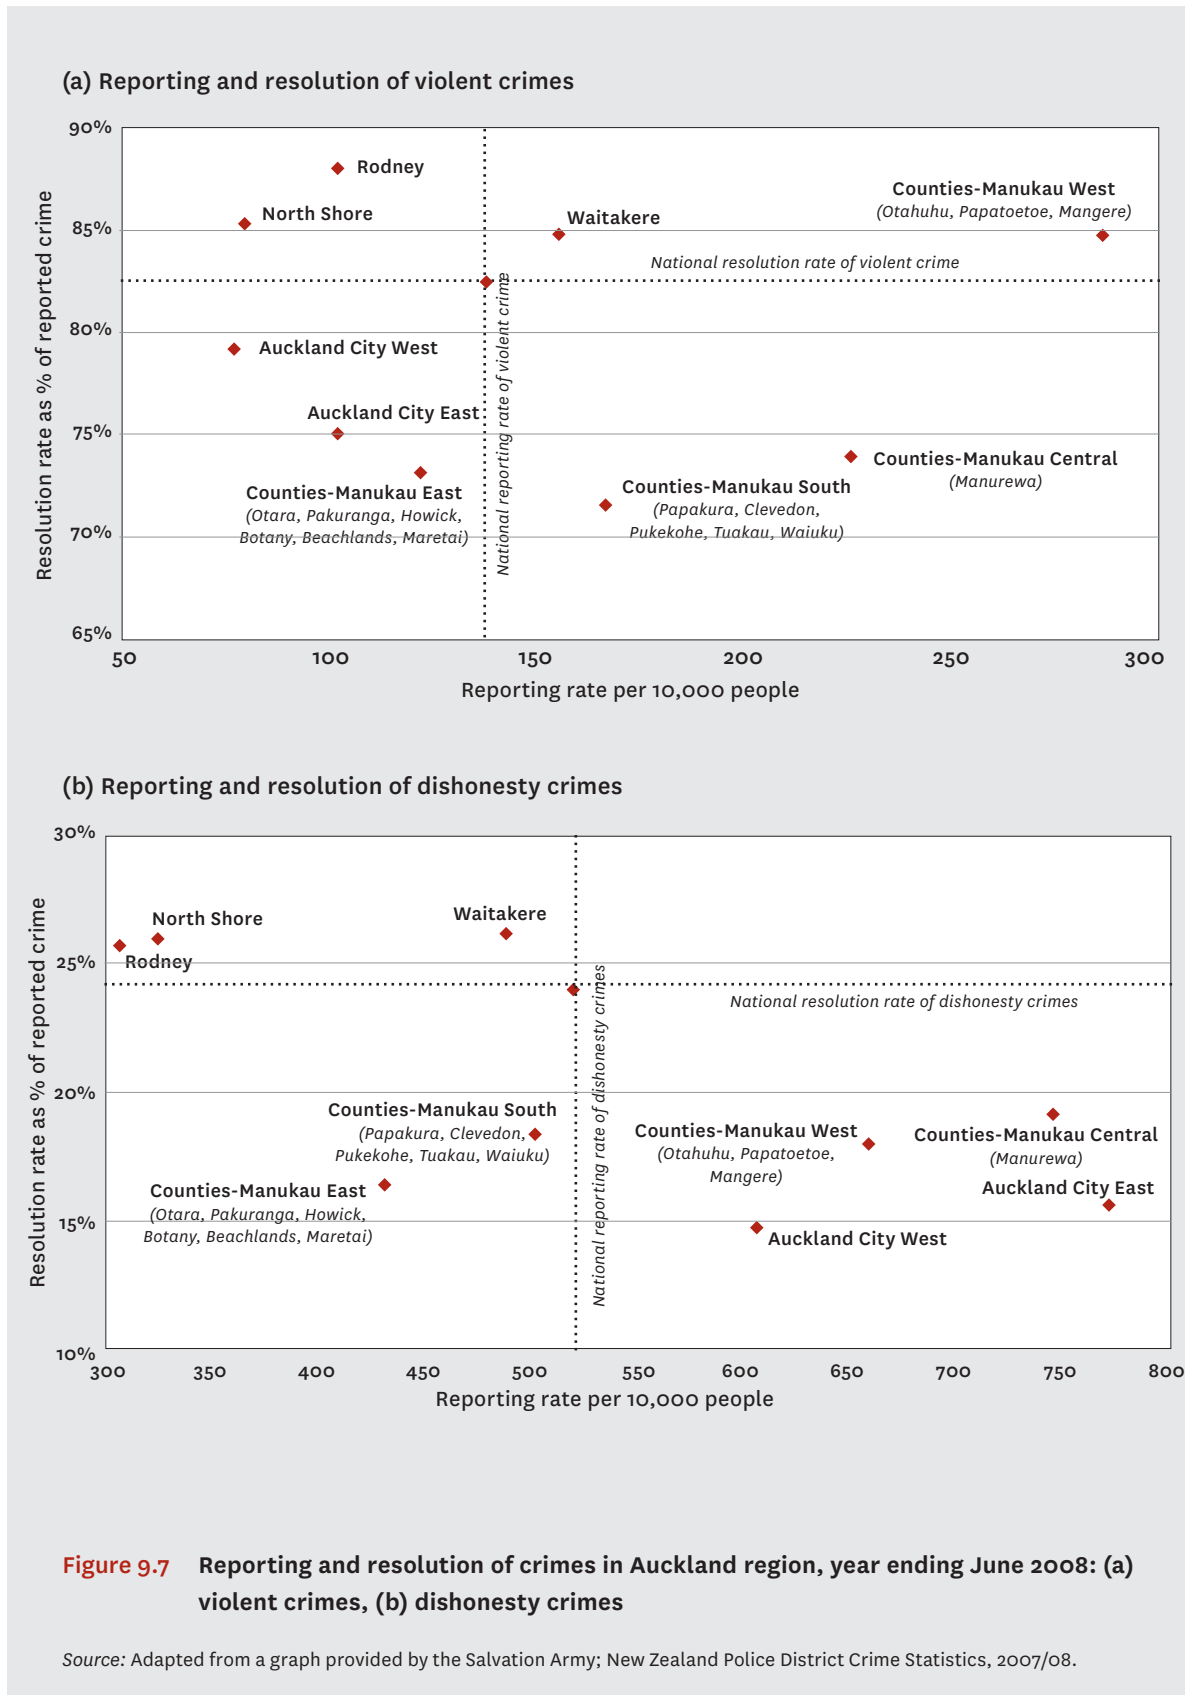 (a) Reporting and resolution of violent crimes
90%
85%
80%
75%
70%
65%
Resolution rate as % of reported crime
Rodney
North Shore
Waitakere
Counties-Manukau West
(Otahuhu, Papatoetoe, Mangere)
National resolution rate of violent crime
National reporting rate of violent crime
Auckland City West
Auckland City East
Counties-Manukau East
(Otara, Pakuranga, Howick,
Botany, Beachlands, Maretai)
Counties-Manukau South
(Papakura, Clevedon,
Pukekohe, Tuakau, Waiuku)
Counties-Manukau Central
(Manurewa)
50
100
150
200
250
300
Reporting rate per 10,000 people
(b) Reporting and resolution of dishonesty crimes
30%
25%
20%
15%
10%
Resolution rate as % of reported crime
North Shore
Rodney
Waitakere
National resolution rate of dishonesty crimes
National reporting rate of dishonesty crimes
Counties-Manukau South
(Papakura, Clevedon,
Pukekohe, Tuakau, Waiuku)
Counties-Manukau East
(Otara, Pakuranga, Howick,
Botany, Beachlands, Maretai)
Counties-Manukau West
(Otahuhu, Papatoetoe,
Mangere)
Counties-Manukau Central
(Manurewa)
Auckland City East
Auckland City West
300
350
400
450
500
550
600
650
700
750
800
Reporting rate per 10,000 people
Figure 9.7 Reporting and resolution of crimes in Auckland region, year ending June 2008: (a)
violent crimes, (b) dishonesty crimes
Source: Adapted from a graph provided by the Salvation Army; New Zealand Police District Crime Statistics, 2007/08.